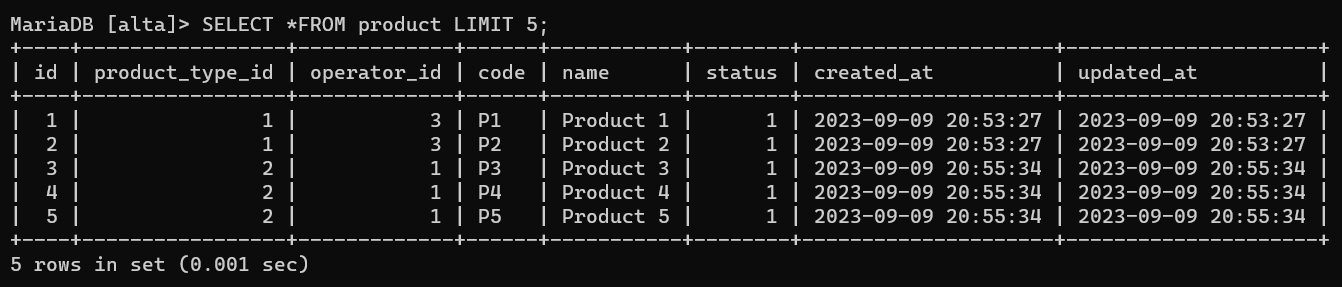 MariaDB [alta]> SELECT *FROM product LIMIT 5;
+----+-----------------+-------------+------+-----------+--------+---------------------+---------------------+
| id | product_type_id | operator_id | code | name      | status | created_at          | updated_at          |
+----+-----------------+-------------+------+-----------+--------+---------------------+---------------------+
|  1 |               1 |           3 | P1   | Product 1 |      1 | 2023-09-09 20:53:27 | 2023-09-09 20:53:27 |
|  2 |               1 |           3 | P2   | Product 2 |      1 | 2023-09-09 20:53:27 | 2023-09-09 20:53:27 |
|  3 |               2 |           1 | P3   | Product 3 |      1 | 2023-09-09 20:55:34 | 2023-09-09 20:55:34 |
|  4 |               2 |           1 | P4   | Product 4 |      1 | 2023-09-09 20:55:34 | 2023-09-09 20:55:34 |
|  5 |               2 |           1 | P5   | Product 5 |      1 | 2023-09-09 20:55:34 | 2023-09-09 20:55:34 |
+----+-----------------+-------------+------+-----------+--------+---------------------+---------------------+
5 rows in set (0.001 sec)